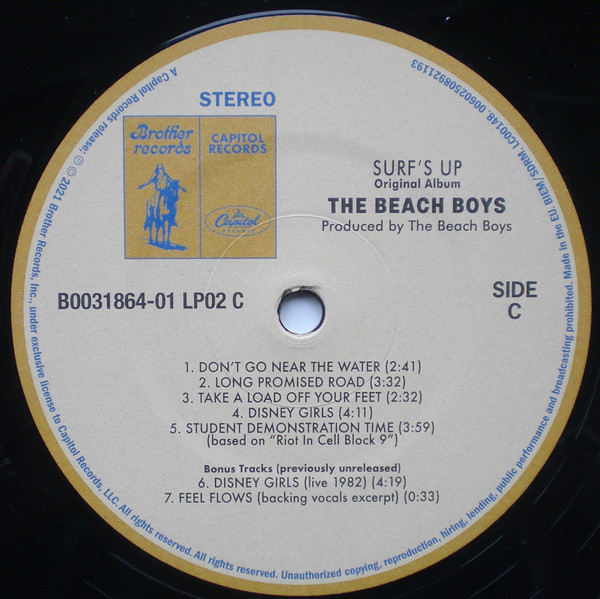 STEREO
Brother
records
CAPITOL
RECORDS
Capitol
RECORDS
SURF'S UP
Original Album
THE BEACH BOYS
Produced by The Beach Boys
B0031864-01 LP02 C
SIDE
C
1. DON'T GO NEAR THE WATER (2:41)
2. LONG PROMISED ROAD (3:32)
3. TAKE A LOAD OFF YOUR FEET (2:32)
4. DISNEY GIRLS (4:11)
5. STUDENT DEMONSTRATION TIME (3:59)
(based on "Riot In Cell Block 9")
Bonus Tracks (previously unreleased)
6. DISNEY GIRLS (live 1982) (4:19)
7. FEEL FLOWS (backing vocals excerpt) (0:33)
A Capitol Records release; ℗ © 2021 Brother Records, Inc., under exclusive license to Capitol Records, LLC. All rights reserved. All rights reserved. Unauthorized copying, reproduction, hiring, lending, public performance and broadcasting prohibited. Made in the EU. BIEM/SDRM. LC00148. 00602508921193